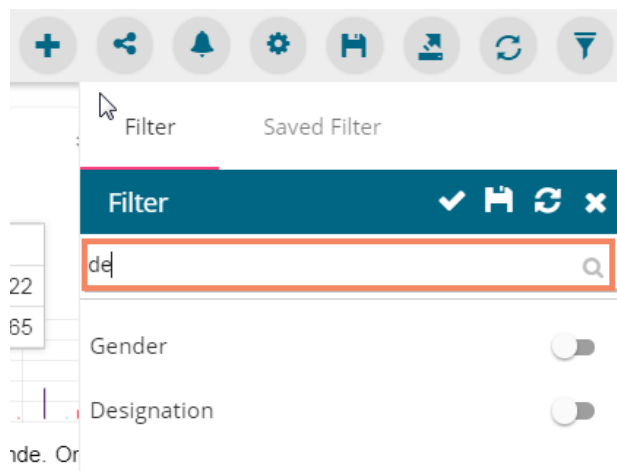 Filter Saved Filter
Filter
de
22
65
Gender
Designation
nde. Or